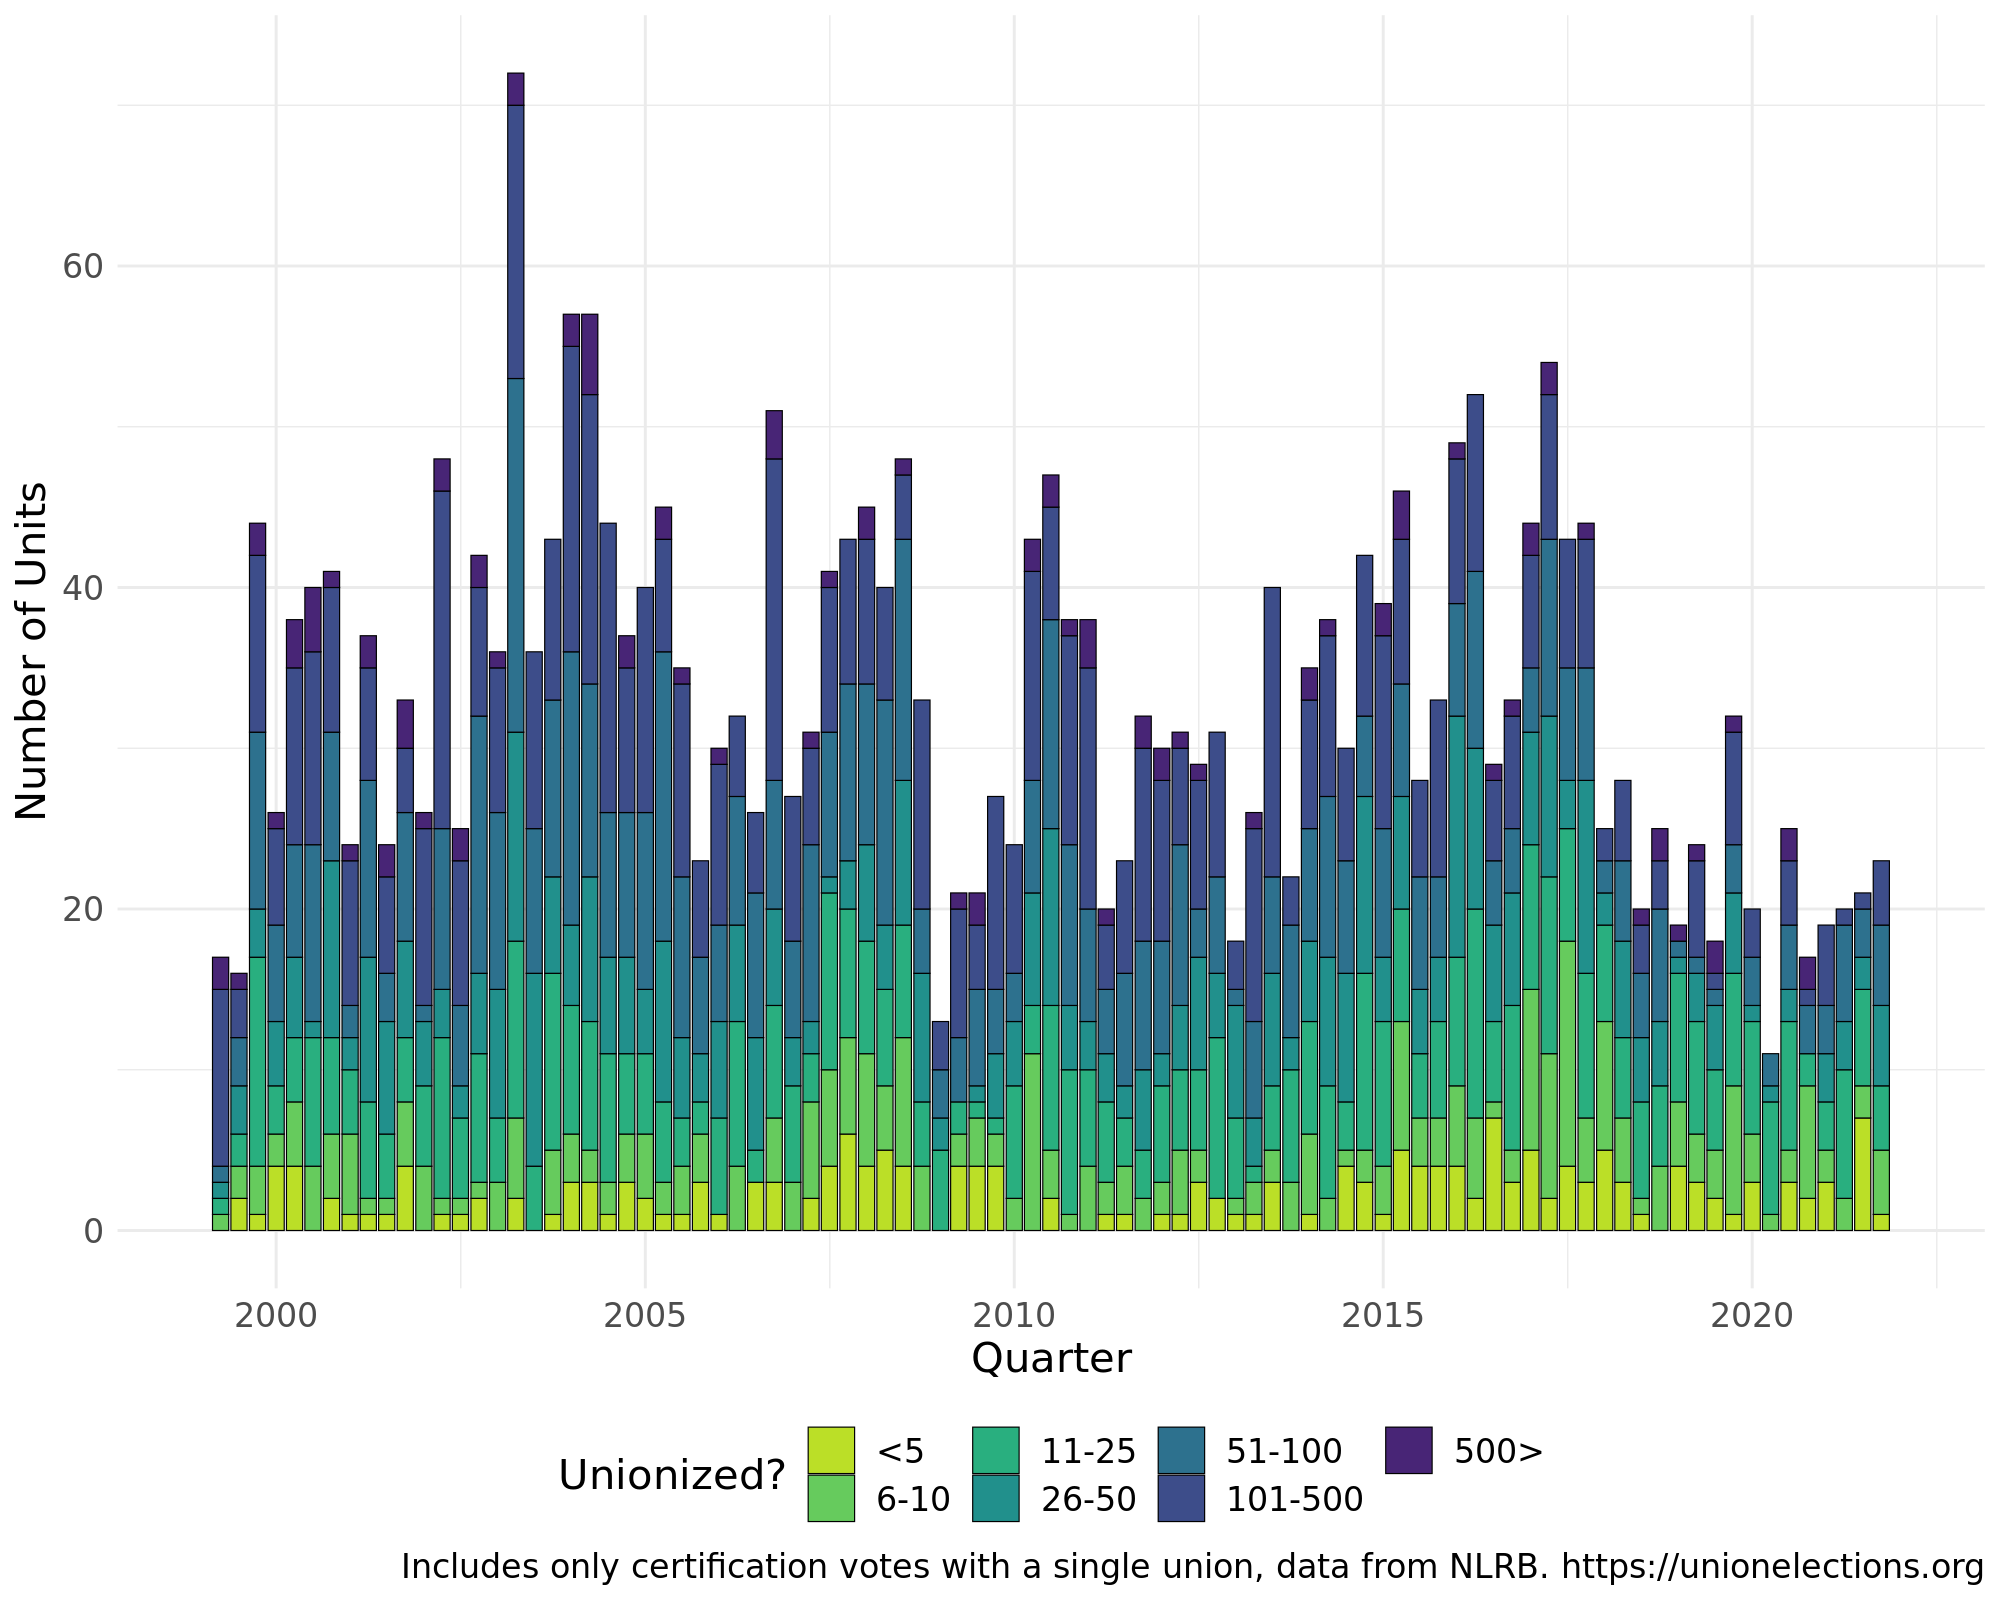 60
40
20
0
Number of Units
2000 2005 2010 2015 2020
Quarter
Unionized?
<5 11-25 51-100 500>
6-10 26-50 101-500
Includes only certification votes with a single union, data from NLRB. https://unionelections.org